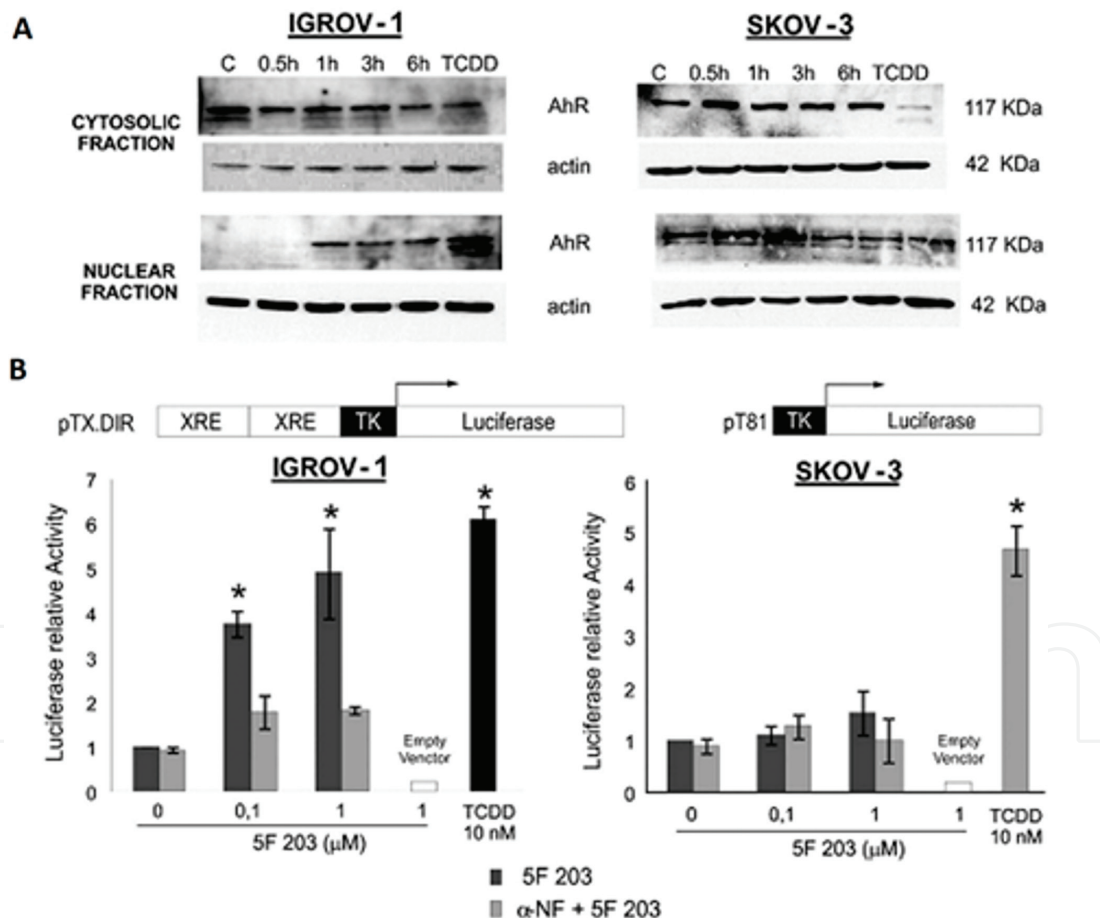 A
IGROV-1
SKOV-3
C 0.5h 1h 3h 6h TCDD
C 0.5h 1h 3h 6h TCDD
CYTOSOLIC
FRACTION
AhR
117 KDa
actin
42 KDa
NUCLEAR
FRACTION
AhR
117 KDa
actin
42 KDa
B
pTX.DIR XRE XRE TK Luciferase
pT81 TK Luciferase
IGROV-1
Luciferase relative Activity
7
6
5
4
3
2
1
0
*
*
*
Empty
Venctor
0 0,1 1 1 TCDD
10 nM
5F 203 (μM)
SKOV-3
Luciferase relative Activity
6
5
4
3
2
1
0
*
Empty
Venctor
0 0,1 1 1 TCDD
10 nM
5F 203 (μM)
5F 203
α-NF + 5F 203